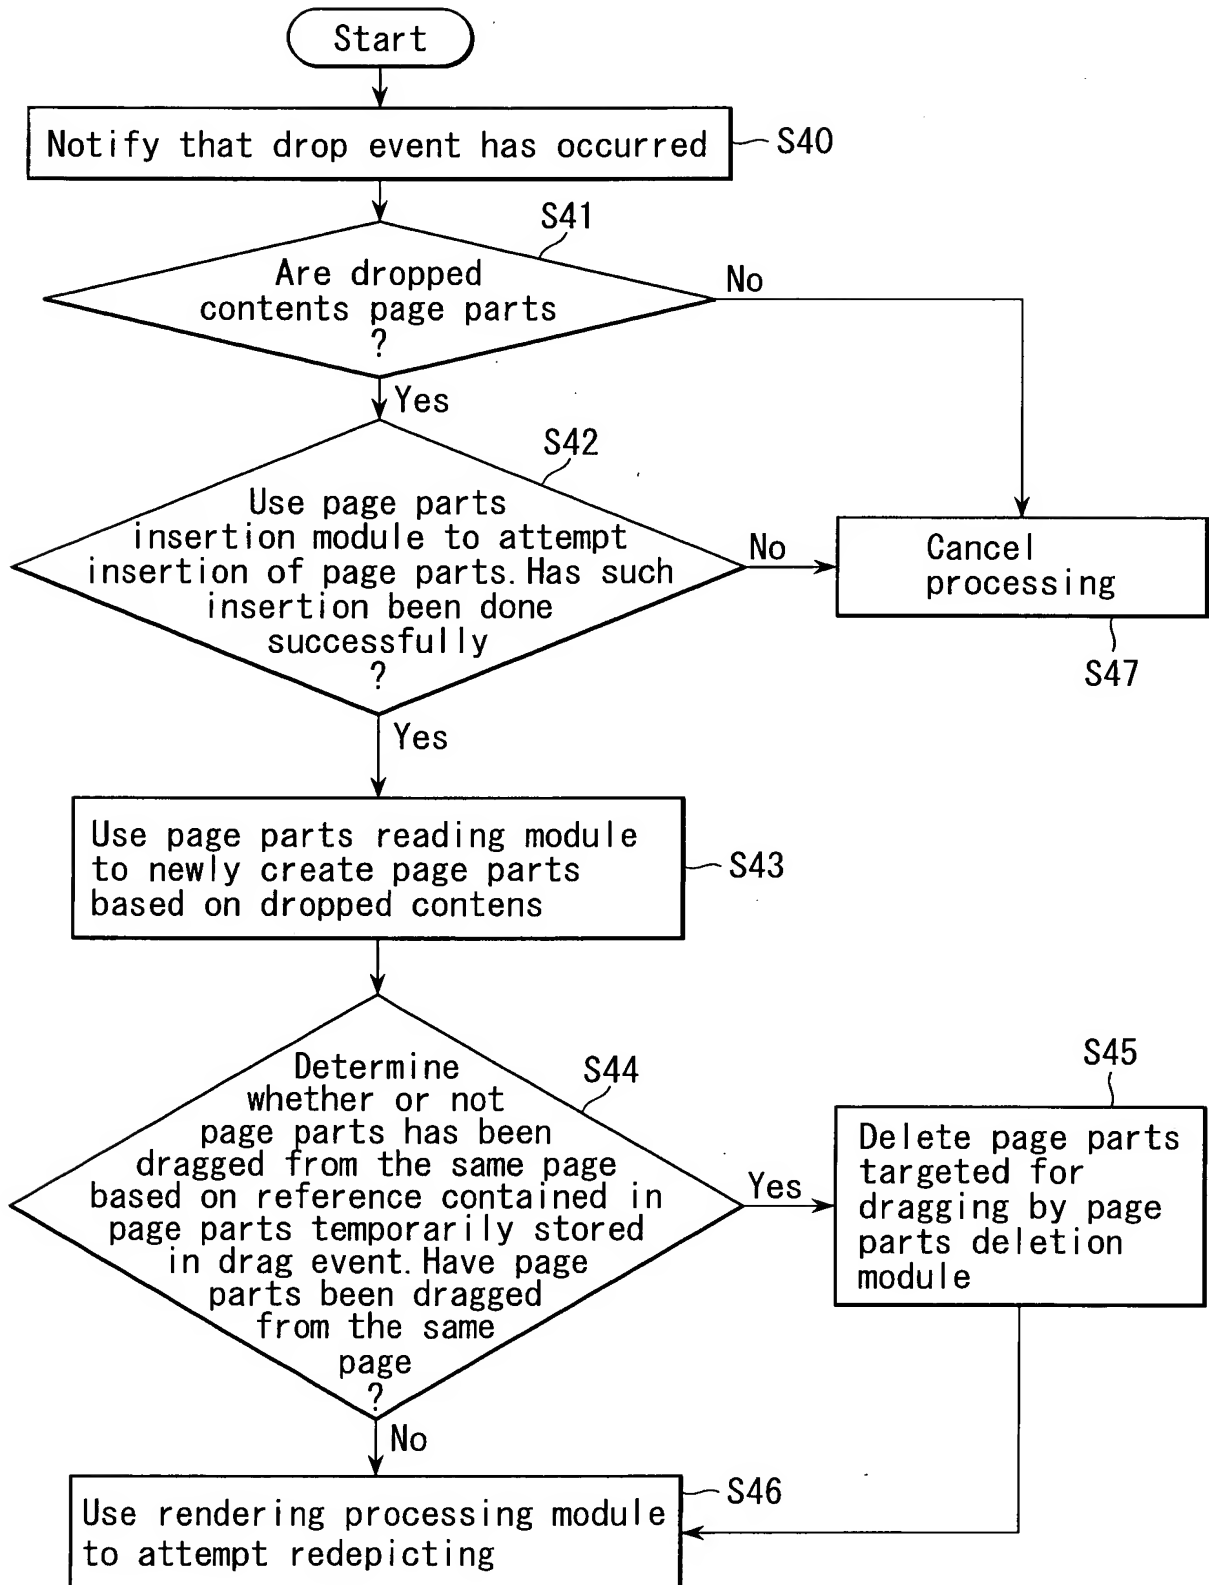 Start
Notify that drop event has occurred
S40
S41
Are dropped
contents page parts
?
No
Yes
S42
Use page parts
insertion module to attempt
insertion of page parts. Has such
insertion been done
successfully
?
No
Cancel
processing
S47
Yes
Use page parts reading module
to newly create page parts
based on dropped contens
S43
Determine
whether or not
page parts has been
dragged from the same page
based on reference contained in
page parts temporarily stored
in drag event. Have page
parts been dragged
from the same
page
?
S44
Yes
S45
Delete page parts
targeted for
dragging by page
parts deletion
module
No
Use rendering processing module
to attempt redepicting
S46